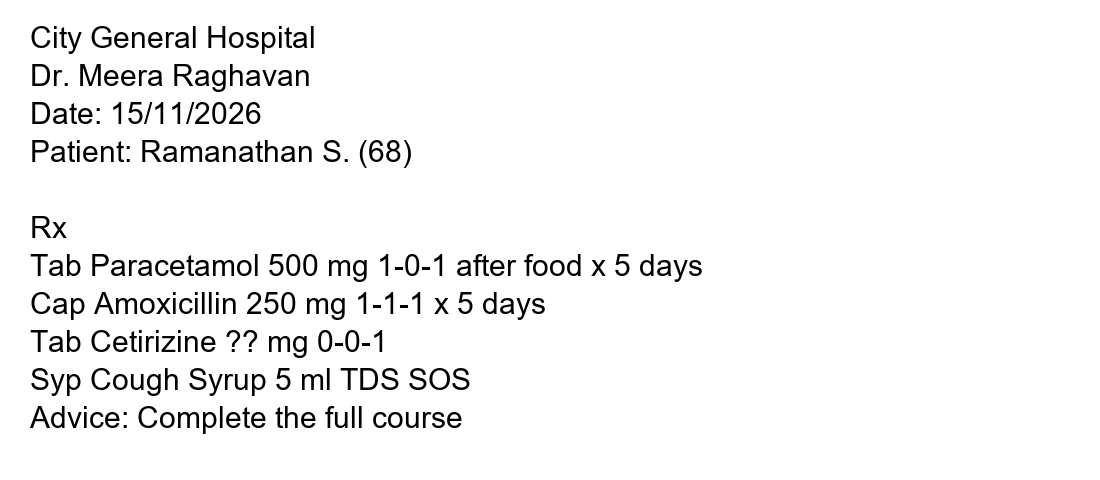 City General Hospital
Dr. Meera Raghavan
Date: 15/11/2026
Patient: Ramanathan S. (68)
Rx
Tab Paracetamol 500 mg 1-0-1 after food x 5 days
Cap Amoxicillin 250 mg 1-1-1 x 5 days
Tab Cetirizine ?? mg 0-0-1
Syp Cough Syrup 5 ml TDS SOS
Advice: Complete the full course